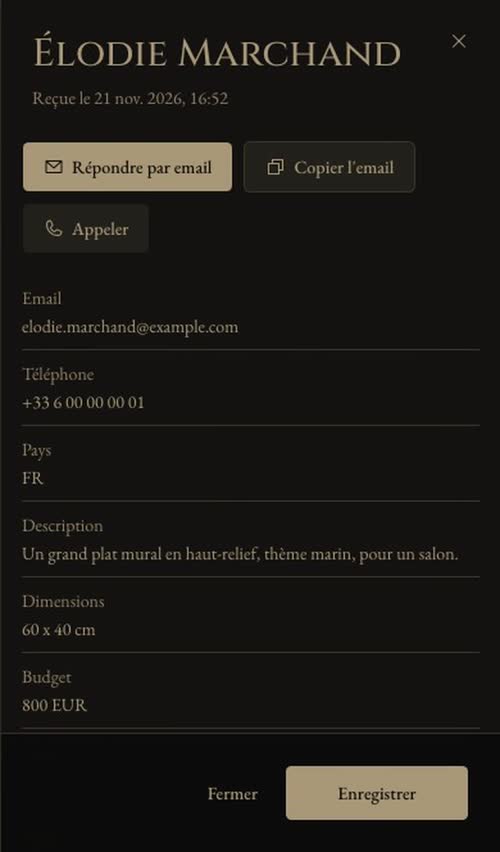 Élodie Marchand
Reçue le 21 nov. 2026, 16:52
Répondre par email
Copier l'email
Appeler
Email
elodie.marchand@example.com
Téléphone
+33 6 00 00 00 01
Pays
FR
Description
Un grand plat mural en haut-relief, thème marin, pour un salon.
Dimensions
60 x 40 cm
Budget
800 EUR
Fermer
Enregistrer